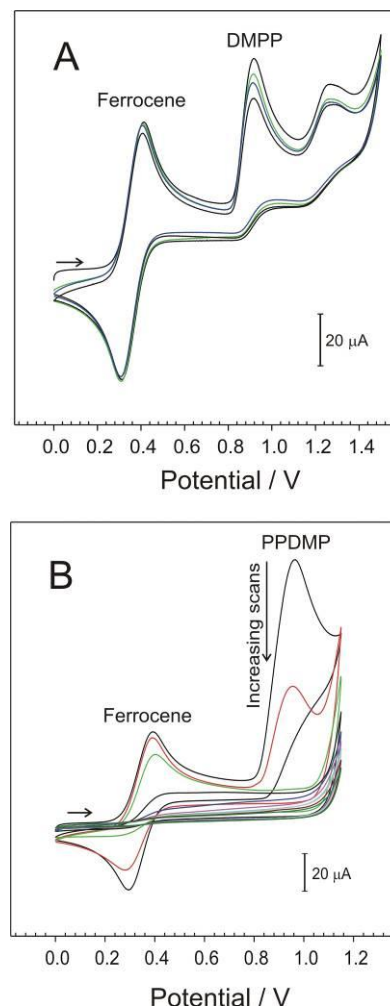 A
DMPP
Ferrocene
20 μA
0.0 0.2 0.4 0.6 0.8 1.0 1.2 1.4
Potential / V
B
PPDMP
Increasing scans
Ferrocene
20 μA
0.0 0.2 0.4 0.6 0.8 1.0 1.2
Potential / V